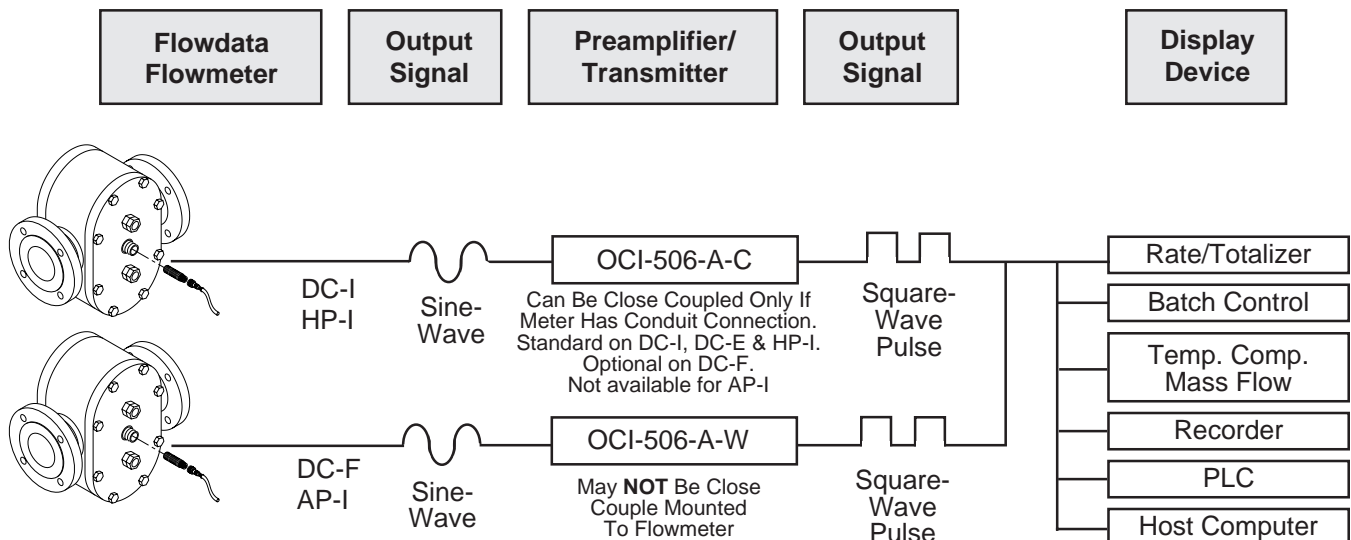 Flowdata
Flowmeter
Output
Signal
Preamplifier/
Transmitter
Output
Signal
Display
Device
DC-I
HP-I
Sine-
Wave
OCI-506-A-C
Can Be Close Coupled Only If
Meter Has Conduit Connection.
Standard on DC-I, DC-E & HP-I.
Optional on DC-F.
Not available for AP-I
Square-
Wave
Pulse
DC-F
AP-I
Sine-
Wave
OCI-506-A-W
May NOT Be Close
Couple Mounted
To Flowmeter
Square-
Wave
Pulse
Rate/Totalizer
Batch Control
Temp. Comp.
Mass Flow
Recorder
PLC
Host Computer